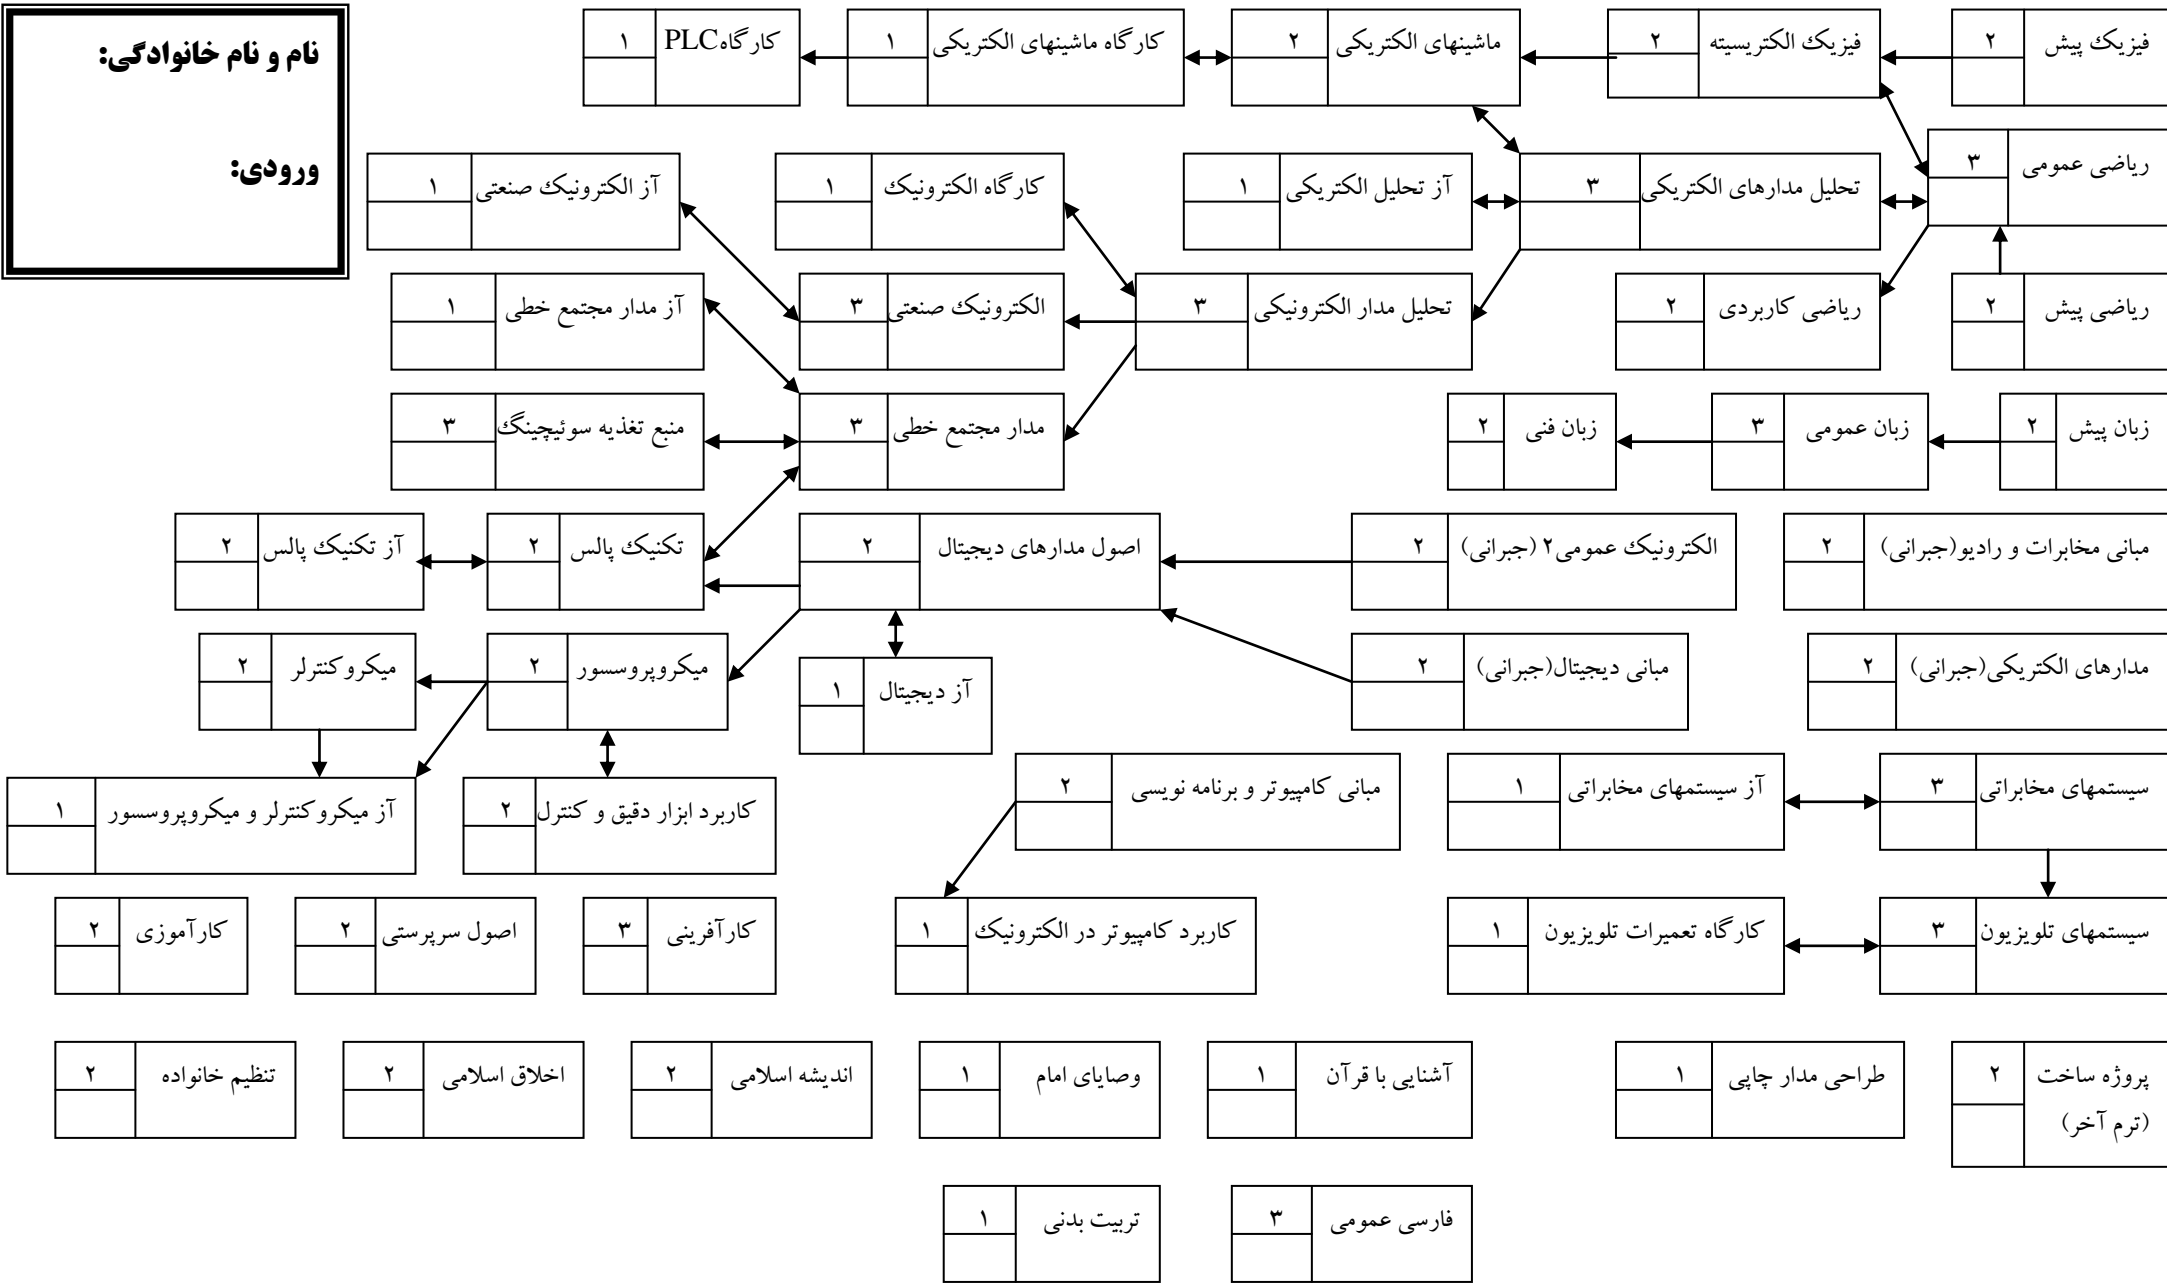 نام و نام خانوادگی:
ورودی:
فیزیک پیش ۲
فیزیک الکتریسیته ۲
ماشینهای الکتریکی ۲
کارگاه ماشینهای الکتریکی ۱
کارگاه PLC ۱
ریاضی عمومی ۳
تحلیل مدارهای الکتریکی ۳
آز تحلیل الکتریکی ۱
کارگاه الکترونیک ۱
آز الکترونیک صنعتی ۱
ریاضی پیش ۲
ریاضی کاربردی ۲
تحلیل مدار الکترونیکی ۳
الکترونیک صنعتی ۳
آز مدار مجتمع خطی ۱
زبان پیش ۲
زبان عمومی ۳
زبان فنی ۲
مدار مجتمع خطی ۳
منبع تغذیه سوئیچینگ ۳
مبانی مخابرات و رادیو(جبرانی) ۲
الکترونیک عمومی۲ (جبرانی) ۲
اصول مدارهای دیجیتال ۲
تکنیک پالس ۲
آز تکنیک پالس ۲
مدارهای الکتریکی(جبرانی) ۲
مبانی دیجیتال(جبرانی) ۲
آز دیجیتال ۱
میکروپروسسور ۲
میکروکنترلر ۲
سیستمهای مخابراتی ۳
آز سیستمهای مخابراتی ۱
مبانی کامپیوتر و برنامه نویسی ۲
کاربرد ابزار دقیق و کنترل ۲
آز میکروکنترلر و میکروپروسسور ۱
سیستمهای تلویزیون ۳
کارگاه تعمیرات تلویزیون ۱
کاربرد کامپیوتر در الکترونیک ۱
کارآفرینی ۳
اصول سرپرستی ۲
کارآموزی ۲
پروژه ساخت ۲
(ترم آخر)
طراحی مدار چاپی ۱
آشنایی با قرآن ۱
وصایای امام ۱
اندیشه اسلامی ۲
اخلاق اسلامی ۲
تنظیم خانواده ۲
فارسی عمومی ۳
تربیت بدنی ۱